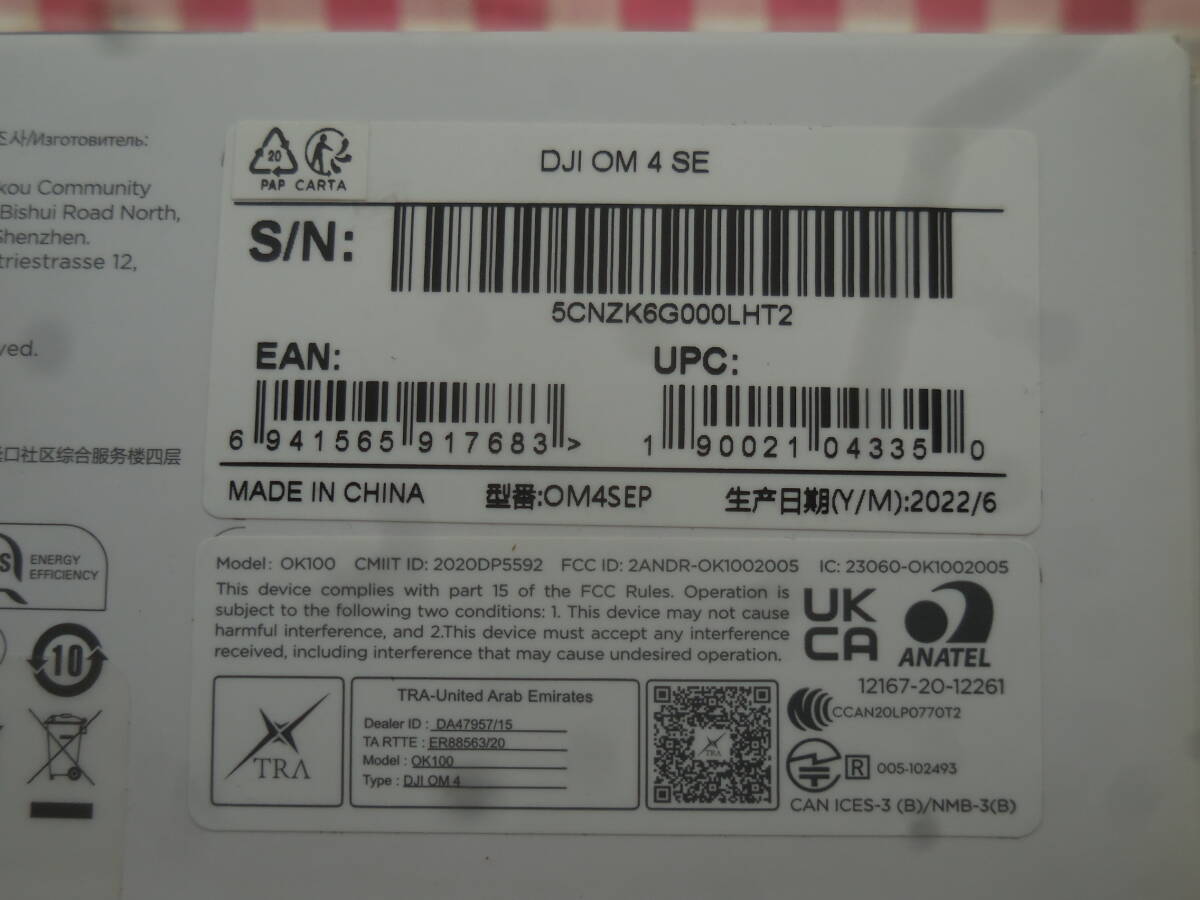 조사/Изготовитель:
kou Community
Bishui Road North,
Shenzhen.
triestrasse 12,
ved.
口社区综合服务楼四层
ENERGY
EFFICIENCY
10
20
PAP CARTA
DJI OM 4 SE
S/N:
5CNZK6G000LHT2
EAN: UPC:
6 941565 917683 > 1 90021 04335 0
MADE IN CHINA 型番:OM4SEP 生产日期(Y/M):2022/6
Model: OK100 CMIIT ID: 2020DP5592 FCC ID: 2ANDR-OK1002005 IC: 23060-OK1002005
This device complies with part 15 of the FCC Rules. Operation is
subject to the following two conditions: 1. This device may not cause
harmful interference, and 2.This device must accept any interference
received, including interference that may cause undesired operation.
UK
CA
ANATEL
12167-20-12261
TRA
TRA-United Arab Emirates
Dealer ID : DA47957/15
TA RTTE : ER88563/20
Model : OK100
Type : DJI OM 4
TRA
CCAN20LP0770T2
R 005-102493
CAN ICES-3 (B)/NMB-3(B)